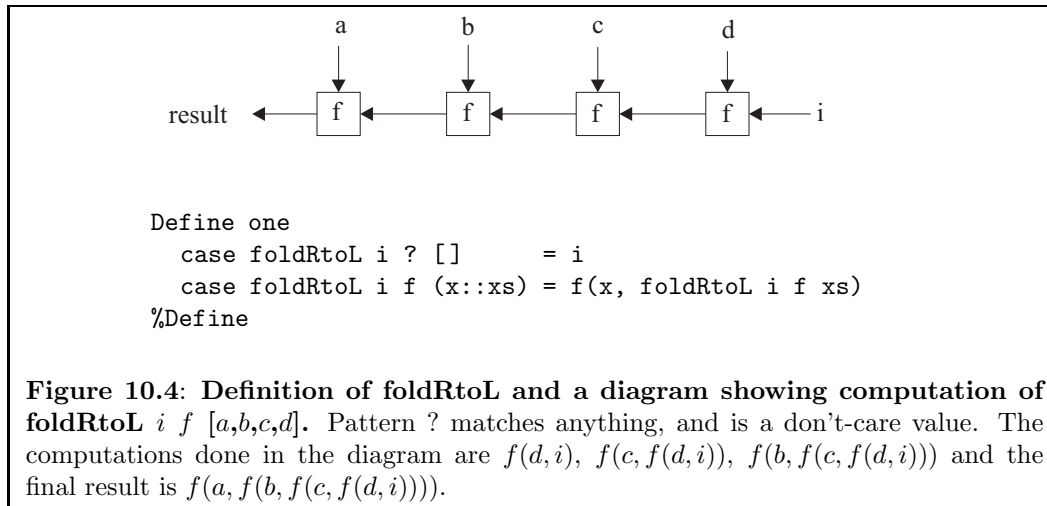 a b c d
result f f f f i
Define one
case foldRtoL i ? [] = i
case foldRtoL i f (x::xs) = f(x, foldRtoL i f xs)
%Define
Figure 10.4: Definition of foldRtoL and a diagram showing computation of
foldRtoL i f [a,b,c,d]. Pattern ? matches anything, and is a don't-care value. The
computations done in the diagram are f(d, i), f(c, f(d, i)), f(b, f(c, f(d, i))) and the
final result is f(a, f(b, f(c, f(d, i)))).